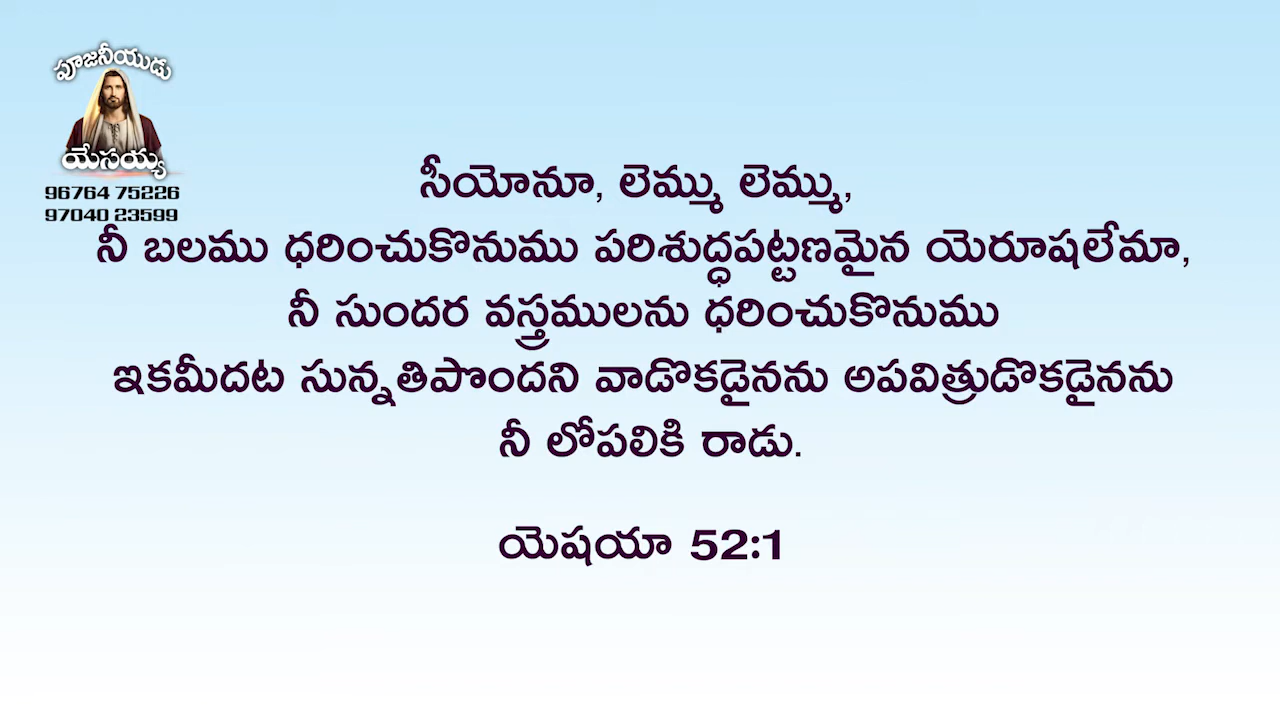 పూజనీయుడు
యేసయ్య
96764 75226
97040 23599
సీయోనూ, లెమ్ము లెమ్ము,
నీ బలము ధరించుకొనుము పరిశుద్ధపట్టణమైన యెరూషలేమా,
నీ సుందర వస్త్రములను ధరించుకొనుము
ఇకమీదట సున్నతిపొందని వాడొకడైనను అపవిత్రుడొకడైనను
నీ లోపలికి రాడు.
యెషయా 52:1